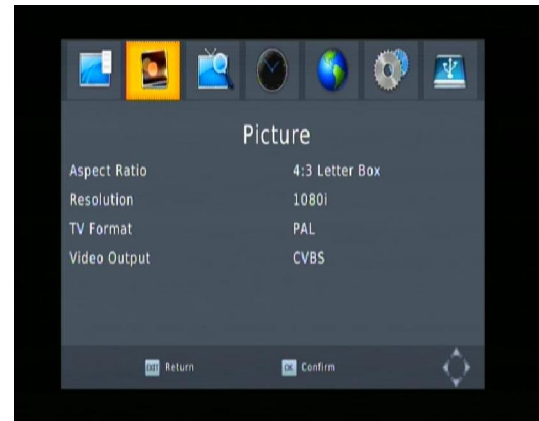 Picture
Aspect Ratio 4:3 Letter Box
Resolution 1080i
TV Format PAL
Video Output CVBS
EXIT Return OK Confirm